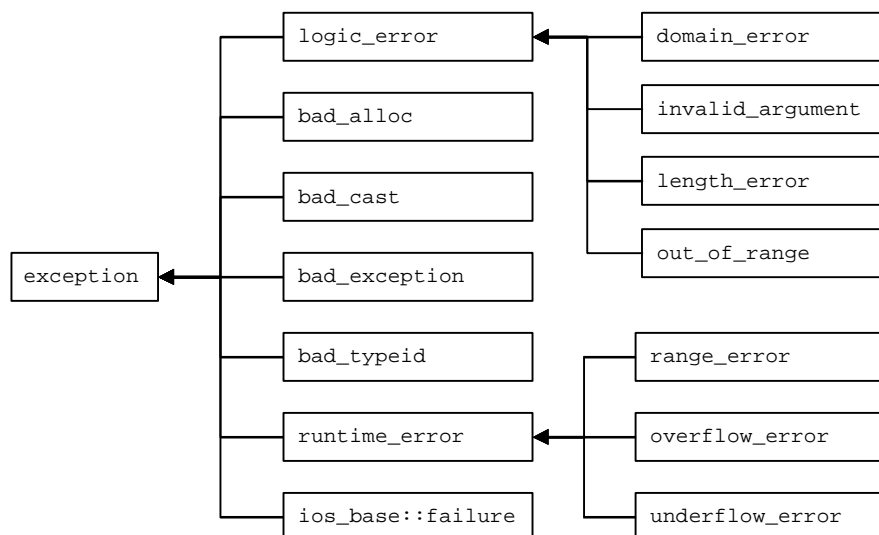 logic_error
domain_error
bad_alloc
invalid_argument
bad_cast
length_error
exception
bad_exception
out_of_range
bad_typeid
range_error
runtime_error
overflow_error
ios_base::failure
underflow_error